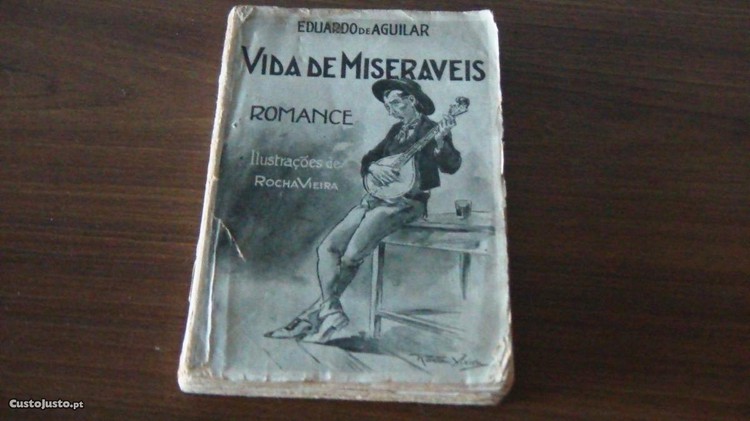 EDUARDO DE AGUILAR
VIDA DE MISERAVEIS
ROMANCE
Ilustrações de
ROCHA VIEIRA
CustoJusto.pt